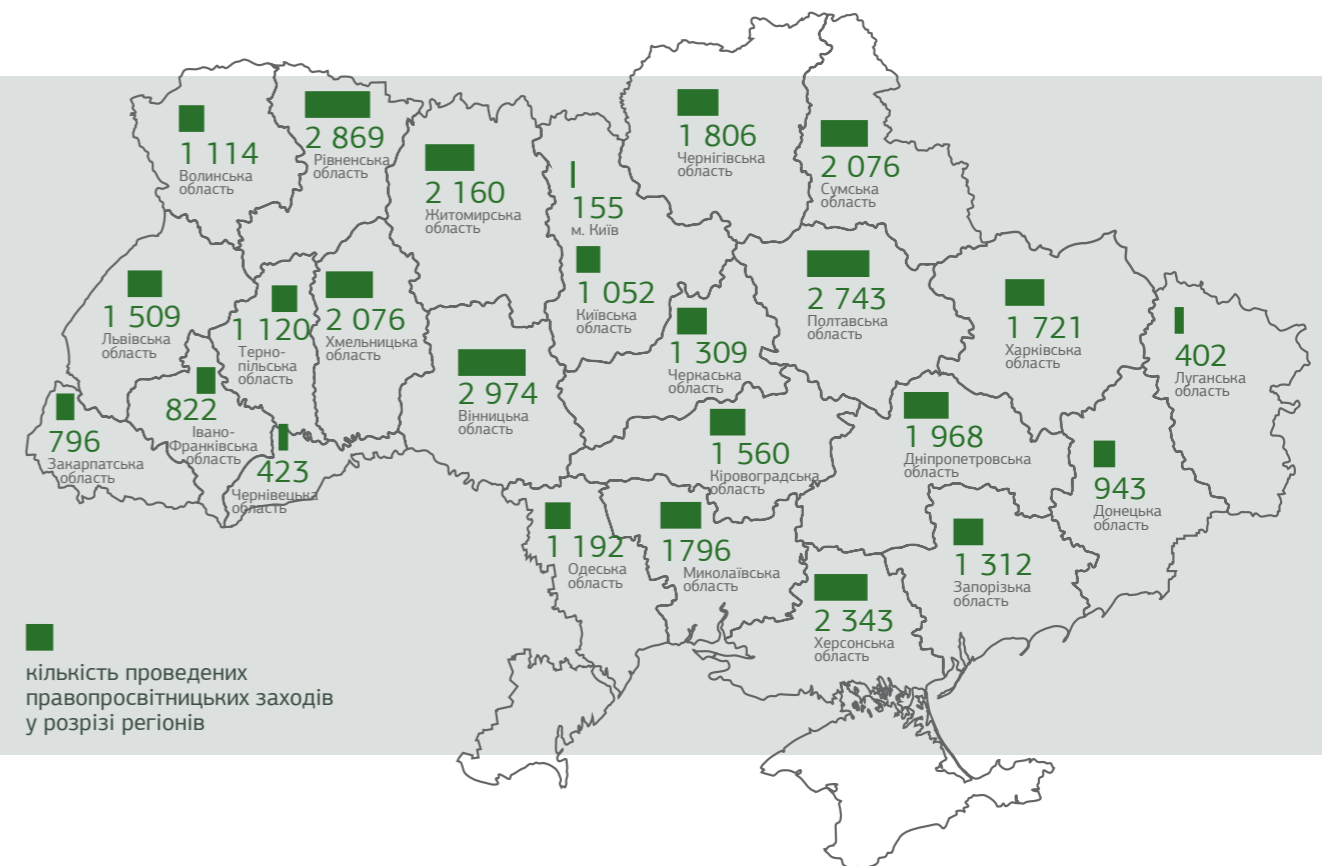 1 114
Волинська
область
2 869
Рівненська
область
2 160
Житомирська
область
155
м. Київ
1 052
Київська
область
1 806
Чернігівська
область
2 076
Сумська
область
1 509
Львівська
область
1 120
Терно-
пільська
область
2 076
Хмельницька
область
2 974
Вінницька
область
1 309
Черкаська
область
2 743
Полтавська
область
1 721
Харківська
область
402
Луганська
область
796
Закарпатська
область
822
Івано-
Франківська
область
423
Чернівецька
область
1 560
Кіровоградська
область
1 968
Дніпропетровська
область
943
Донецька
область
1 192
Одеська
область
1796
Миколаївська
область
2 343
Херсонська
область
1 312
Запорізька
область
кількість проведених
правопросвітницьких заходів
у розрізі регіонів